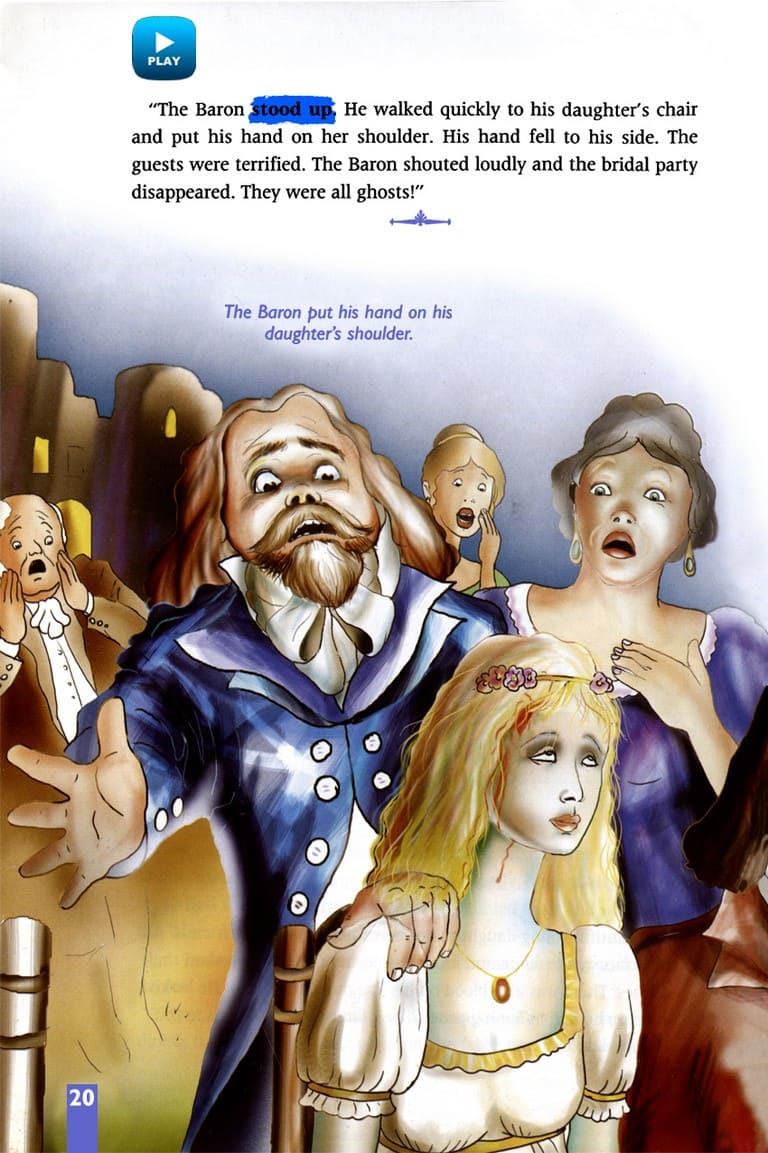 PLAY
“The Baron stood up. He walked quickly to his daughter’s chair
and put his hand on her shoulder. His hand fell to his side. The
guests were terrified. The Baron shouted loudly and the bridal party
disappeared. They were all ghosts!”
The Baron put his hand on his
daughter’s shoulder.
20